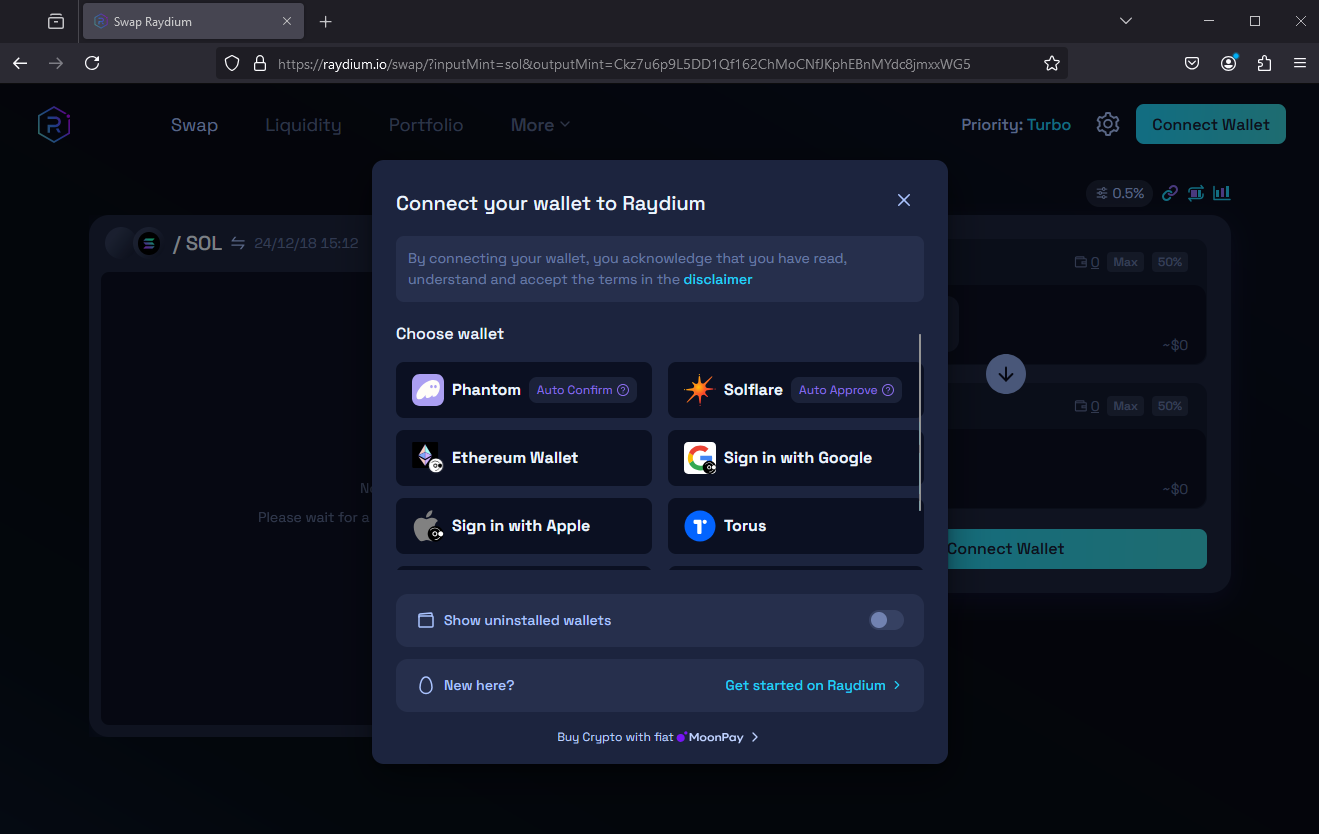 Swap Raydium
https://raydium.io/swap/?inputMint=sol&outputMint=Ckz7u6p9L5DD1Qf162ChMoCNfJKphEBnMYdc8jmxxWG5
Swap Liquidity Portfolio More Priority: Turbo Connect Wallet
0.5%
/ SOL 24/12/18 15:12
Connect your wallet to Raydium
By connecting your wallet, you acknowledge that you have read,
understand and accept the terms in the disclaimer
Choose wallet
Phantom Auto Confirm
Solflare Auto Approve
Ethereum Wallet
Sign in with Google
Sign in with Apple
Torus
Show uninstalled wallets
New here? Get started on Raydium
Buy Crypto with fiat MoonPay
0 Max 50%
~$0
0 Max 50%
~$0
Connect Wallet
Please wait for a